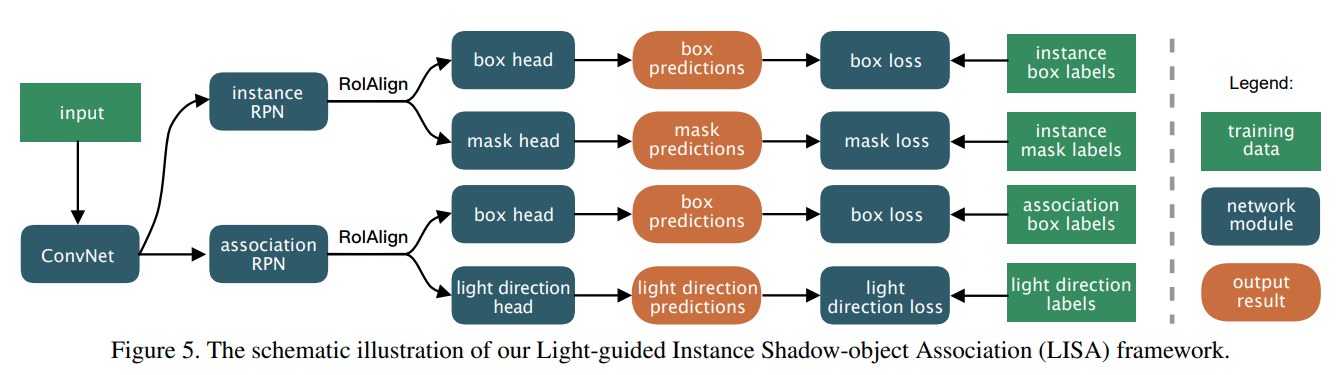 input
ConvNet
instance
RPN
association
RPN
RoIAlign
RoIAlign
box head
box
predictions
box loss
instance
box labels
mask head
mask
predictions
mask loss
instance
mask labels
box head
box
predictions
box loss
association
box labels
light direction
head
light direction
predictions
light
direction loss
light direction
labels
Legend:
training
data
network
module
output
result
Figure 5. The schematic illustration of our Light-guided Instance Shadow-object Association (LISA) framework.